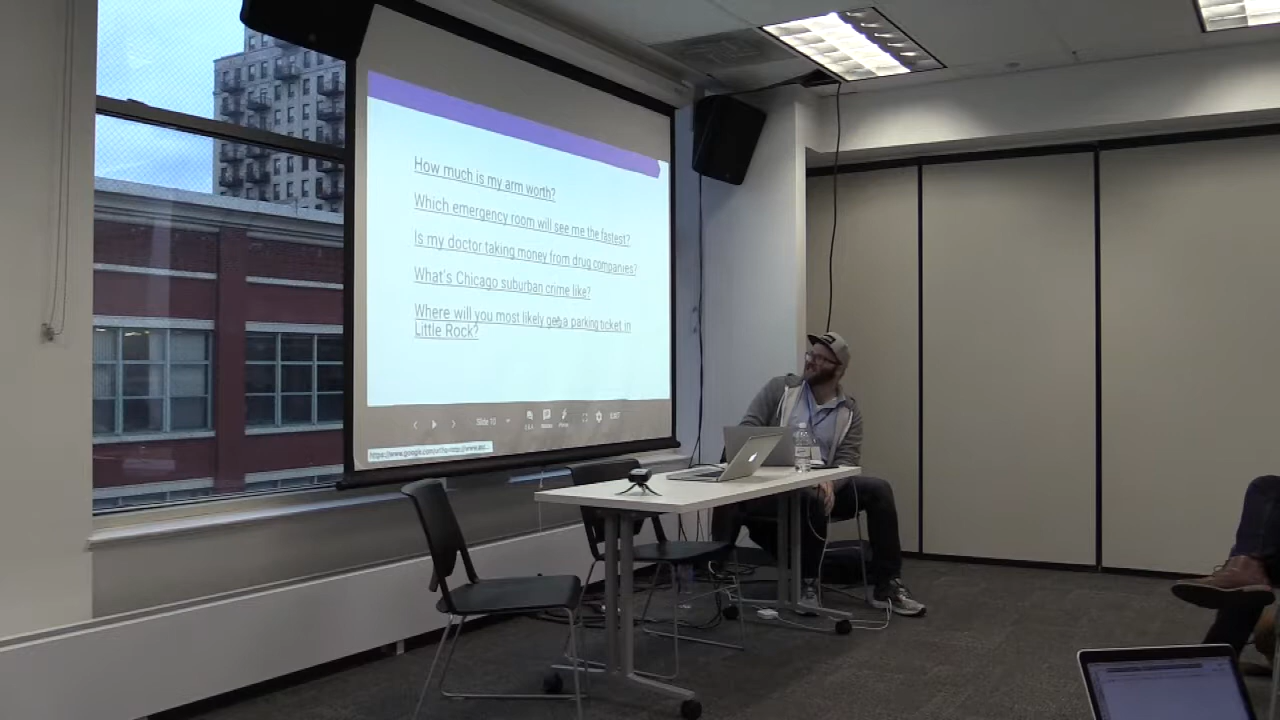 How much is my arm worth?
Which emergency room will see me the fastest?
Is my doctor taking money from drug companies?
What's Chicago suburban crime like?
Where will you most likely get a parking ticket in
Little Rock?
Slide 10